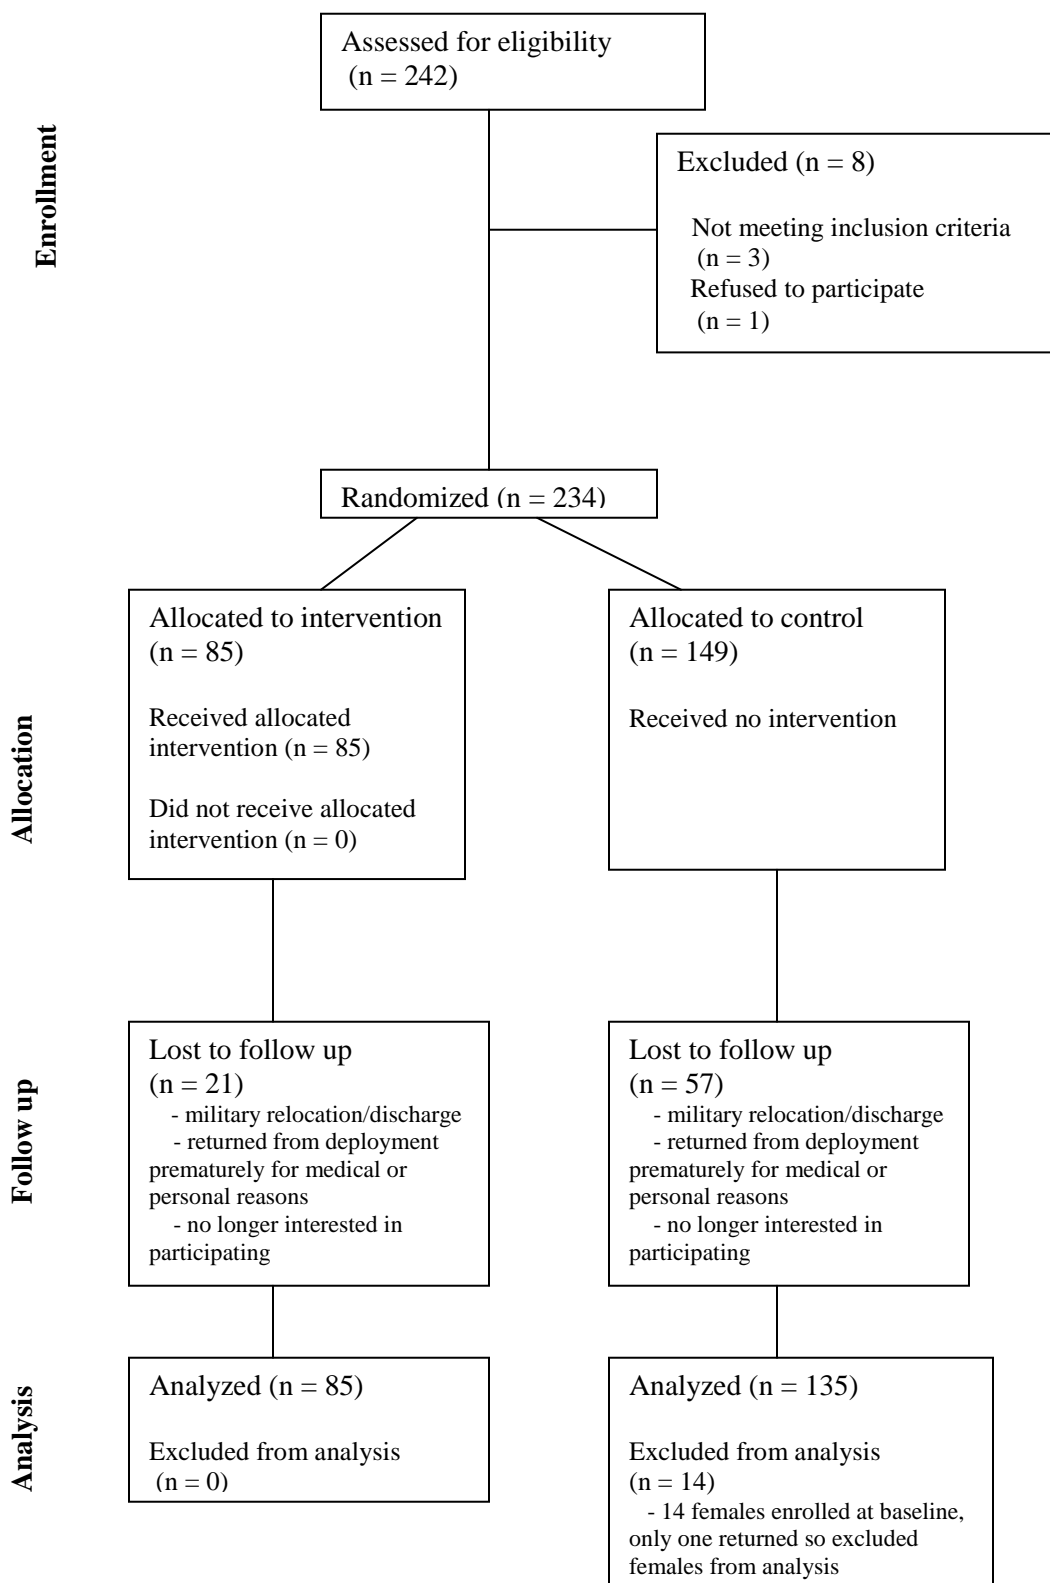 Assessed for eligibility
(n = 242)
Enrollment
Excluded (n = 8)
Not meeting inclusion criteria
(n = 3)
Refused to participate
(n = 1)
Randomized (n = 234)
Allocated to intervention
(n = 85)
Received allocated
intervention (n = 85)
Did not receive allocated
intervention (n = 0)
Allocated to control
(n = 149)
Received no intervention
Allocation
Lost to follow up
(n = 21)
- military relocation/discharge
- returned from deployment
prematurely for medical or
personal reasons
- no longer interested in
participating
Lost to follow up
(n = 57)
- military relocation/discharge
- returned from deployment
prematurely for medical or
personal reasons
- no longer interested in
participating
Follow up
Analyzed (n = 85)
Excluded from analysis
(n = 0)
Analyzed (n = 135)
Excluded from analysis
(n = 14)
- 14 females enrolled at baseline,
only one returned so excluded
females from analysis
Analysis